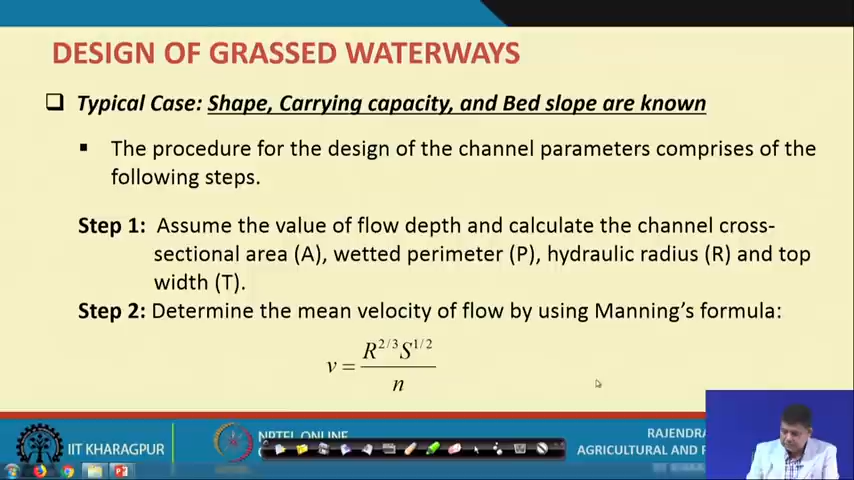 DESIGN OF GRASSED WATERWAYS
Typical Case: Shape, Carrying capacity, and Bed slope are known
The procedure for the design of the channel parameters comprises of the
following steps.
Step 1: Assume the value of flow depth and calculate the channel cross-
sectional area (A), wetted perimeter (P), hydraulic radius (R) and top
width (T).
Step 2: Determine the mean velocity of flow by using Manning's formula:
v = R^{2/3} S^{1/2} / n
IIT KHARAGPUR
NPTEL ONLINE
AGRICULTURAL AND